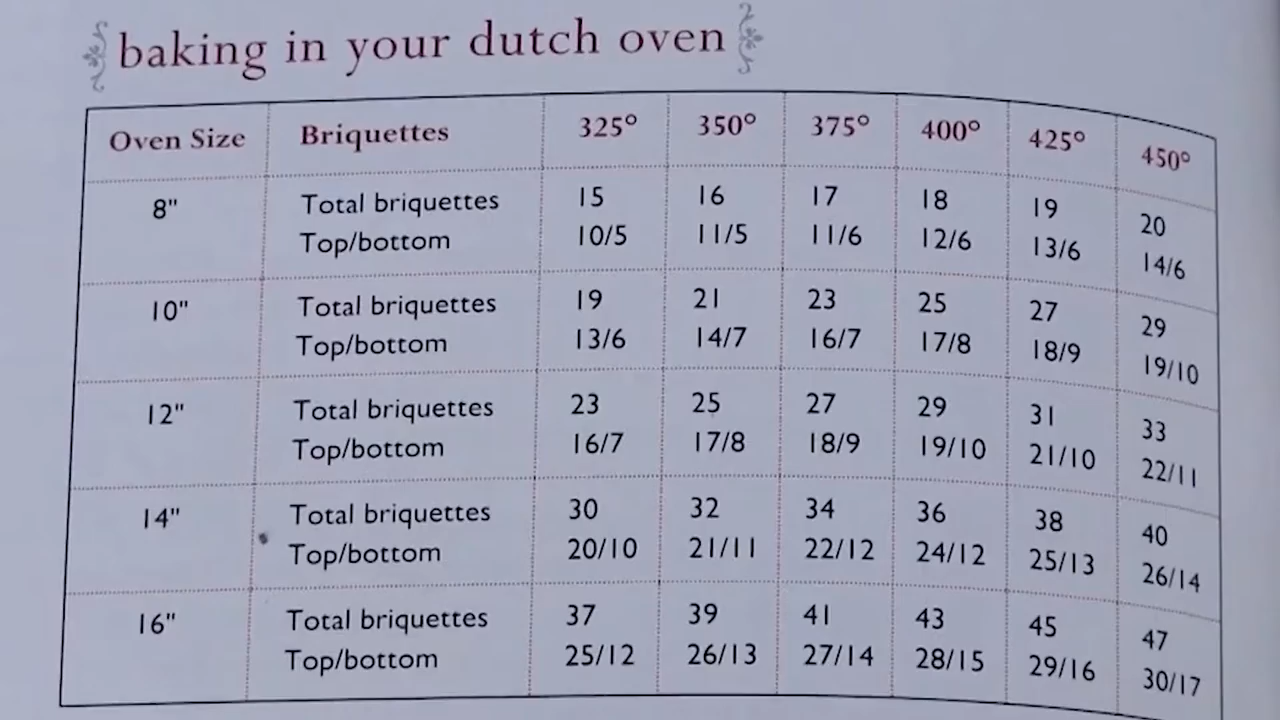 baking in your dutch oven
Oven Size Briquettes 325° 350° 375° 400° 425° 450°
8" Total briquettes 15 16 17 18 19 20
Top/bottom 10/5 11/5 11/6 12/6 13/6 14/6
10" Total briquettes 19 21 23 25 27 29
Top/bottom 13/6 14/7 16/7 17/8 18/9 19/10
12" Total briquettes 23 25 27 29 31 33
Top/bottom 16/7 17/8 18/9 19/10 21/10 22/11
14" Total briquettes 30 32 34 36 38 40
Top/bottom 20/10 21/11 22/12 24/12 25/13 26/14
16" Total briquettes 37 39 41 43 45 47
Top/bottom 25/12 26/13 27/14 28/15 29/16 30/17